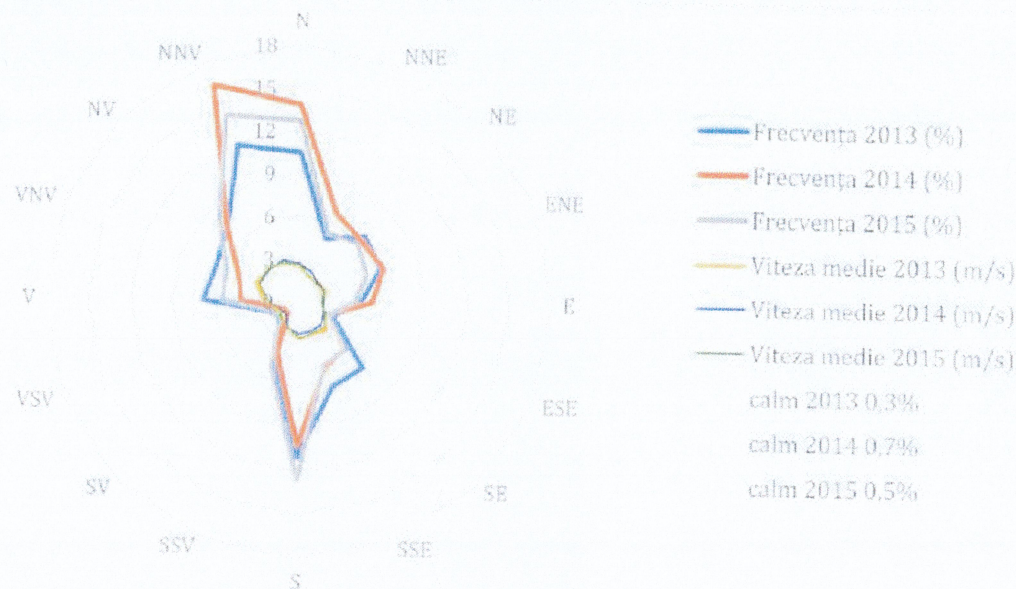 N
NNV
18
NNE
15
NV
NE
12
9
VNV
ENE
6
3
V
E
VSV
ESE
SV
SE
SSV
SSE
S
Frecvența 2013 (%)
Frecvența 2014 (%)
Frecvența 2015 (%)
Viteza medie 2013 (m/s)
Viteza medie 2014 (m/s)
Viteza medie 2015 (m/s)
calm 2013 0,3%
calm 2014 0,7%
calm 2015 0,5%